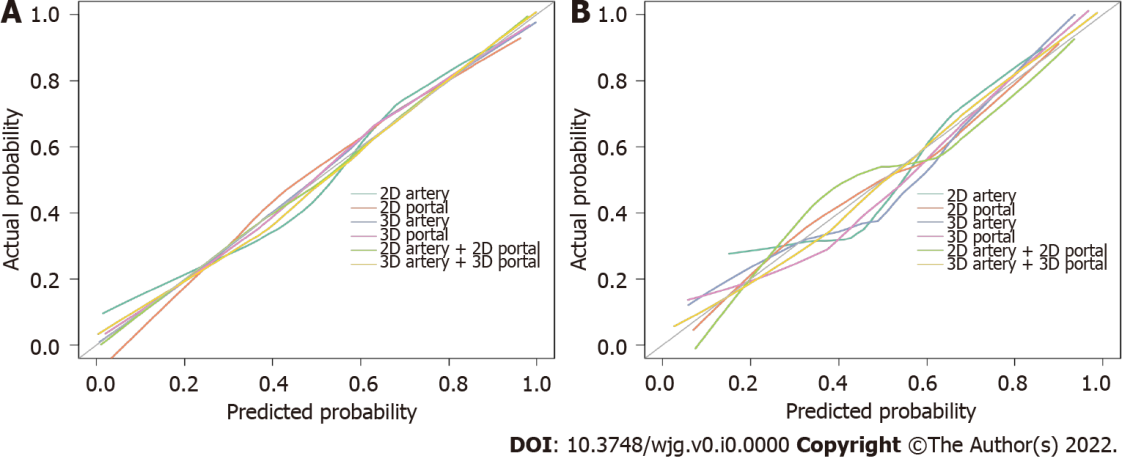 A
1.0
0.8
0.6
0.4
0.2
0.0
Actual probability
2D artery
2D portal
3D artery
3D portal
2D artery + 2D portal
3D artery + 3D portal
0.0 0.2 0.4 0.6 0.8 1.0
Predicted probability
B
1.0
0.8
0.6
0.4
0.2
0.0
Actual probability
2D artery
2D portal
3D artery
3D portal
2D artery + 2D portal
3D artery + 3D portal
0.0 0.2 0.4 0.6 0.8 1.0
Predicted probability
DOI: 10.3748/wjg.v0.i0.0000 Copyright ©The Author(s) 2022.